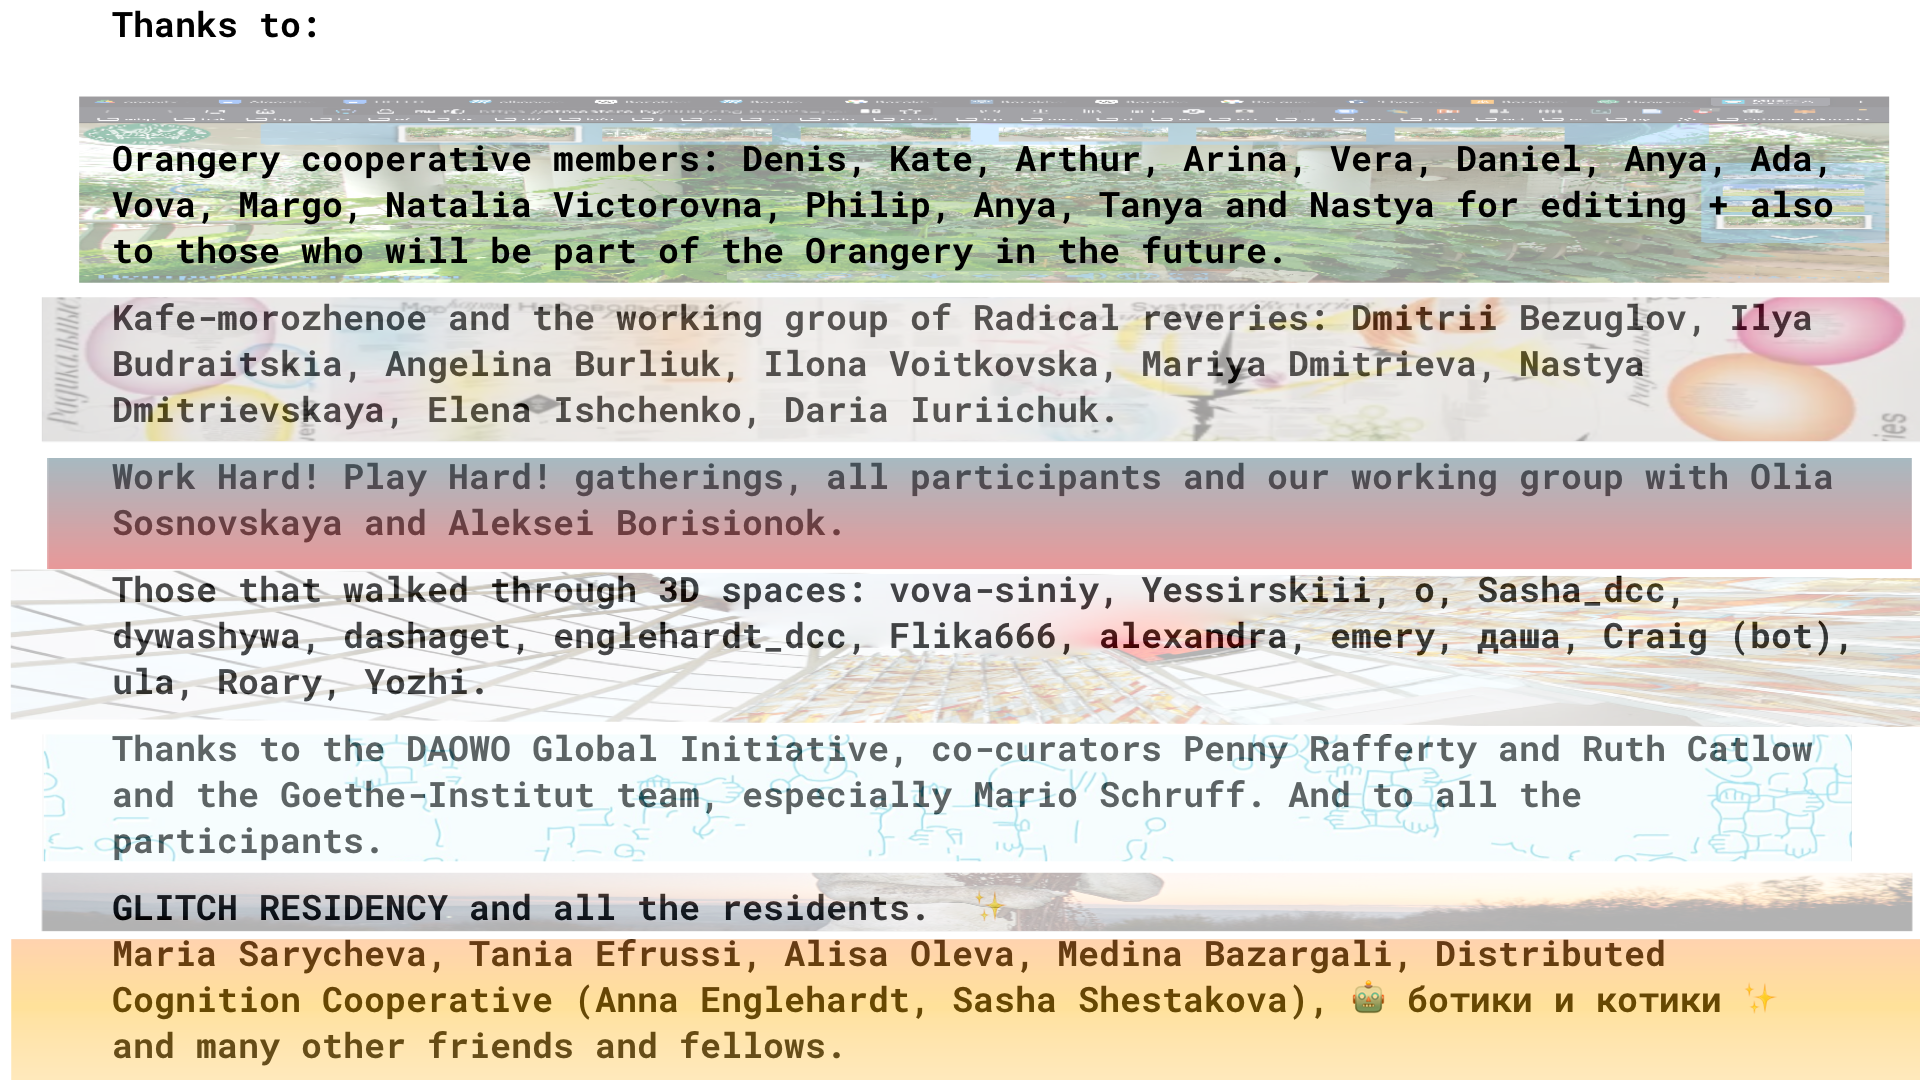 Thanks to:
Orangery cooperative members: Denis, Kate, Arthur, Arina, Vera, Daniel, Anya, Ada,
Vova, Margo, Natalia Victorovna, Philip, Anya, Tanya and Nastya for editing + also
to those who will be part of the Orangery in the future.
Kafe-morozhenoe and the working group of Radical reveries: Dmitrii Bezuglov, Ilya
Budraitskia, Angelina Burliuk, Ilona Voitkovska, Mariya Dmitrieva, Nastya
Dmitrievskaya, Elena Ishchenko, Daria Iuriichuk.
Work Hard! Play Hard! gatherings, all participants and our working group with Olia
Sosnovskaya and Aleksei Borisionok.
Those that walked through 3D spaces: vova-siniy, Yessirskiii, o, Sasha_dcc,
dywashywa, dashaget, englehardt_dcc, Flika666, alexandra, emery, даша, Craig (bot),
ula, Roary, Yozhi.
Thanks to the DAOWO Global Initiative, co-curators Penny Rafferty and Ruth Catlow
and the Goethe-Institut team, especially Mario Schruff. And to all the
participants.
GLITCH RESIDENCY and all the residents. ✨
Maria Sarycheva, Tania Efrussi, Alisa Oleva, Medina Bazargali, Distributed
Cognition Cooperative (Anna Englehardt, Sasha Shestakova), 🤖 ботики и котики ✨
and many other friends and fellows.